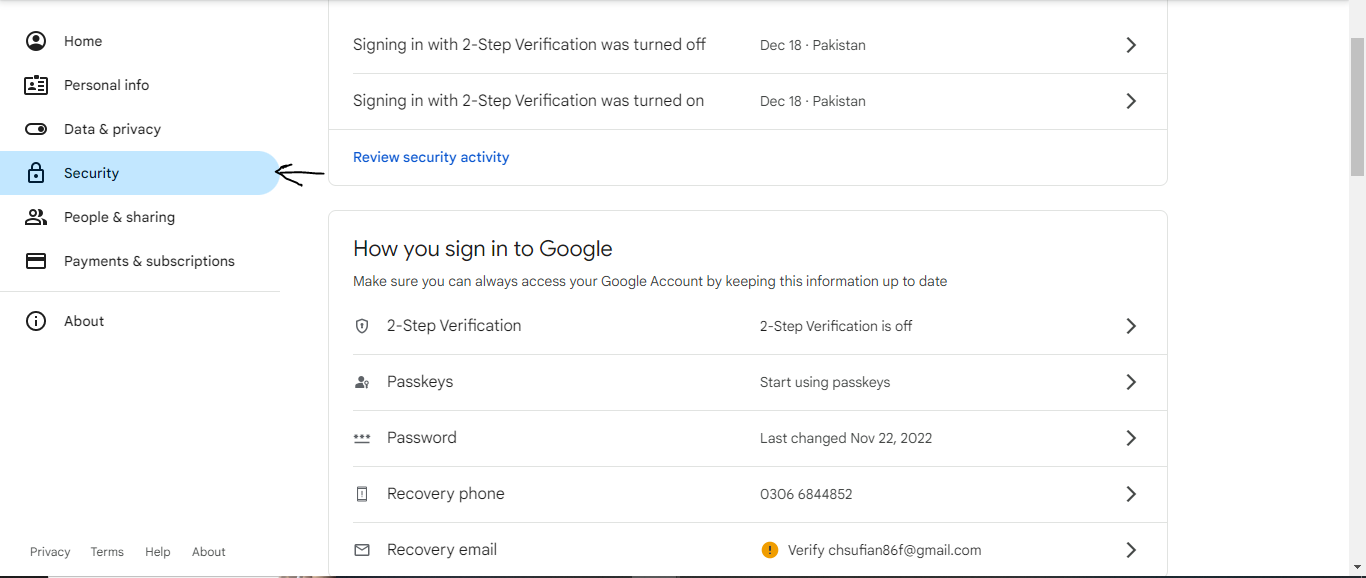 Home
Personal info
Data & privacy
Security
People & sharing
Payments & subscriptions
About
Privacy Terms Help About
Signing in with 2-Step Verification was turned off Dec 18 · Pakistan
Signing in with 2-Step Verification was turned on Dec 18 · Pakistan
Review security activity
How you sign in to Google
Make sure you can always access your Google Account by keeping this information up to date
2-Step Verification 2-Step Verification is off
Passkeys Start using passkeys
Password Last changed Nov 22, 2022
Recovery phone 0306 6844852
Recovery email Verify chsufian86f@gmail.com